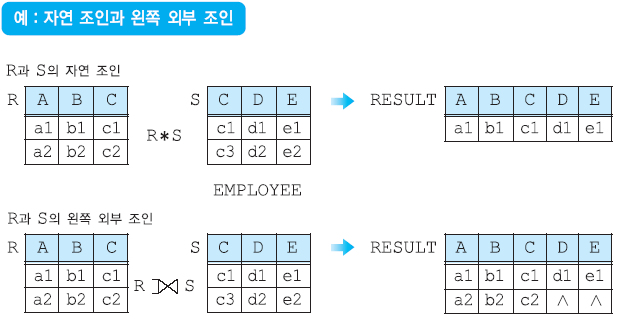 예 : 자연 조인과 왼쪽 외부 조인
R과 S의 자연 조인
R A B C S C D E RESULT A B C D E
a1 b1 c1 c1 d1 e1 a1 b1 c1 d1 e1
R*S
a2 b2 c2 c3 d2 e2
EMPLOYEE
R과 S의 왼쪽 외부 조인
R A B C S C D E RESULT A B C D E
a1 b1 c1 c1 d1 e1 a1 b1 c1 d1 e1
R ⟕ S
a2 b2 c2 c3 d2 e2 a2 b2 c2 ∧ ∧